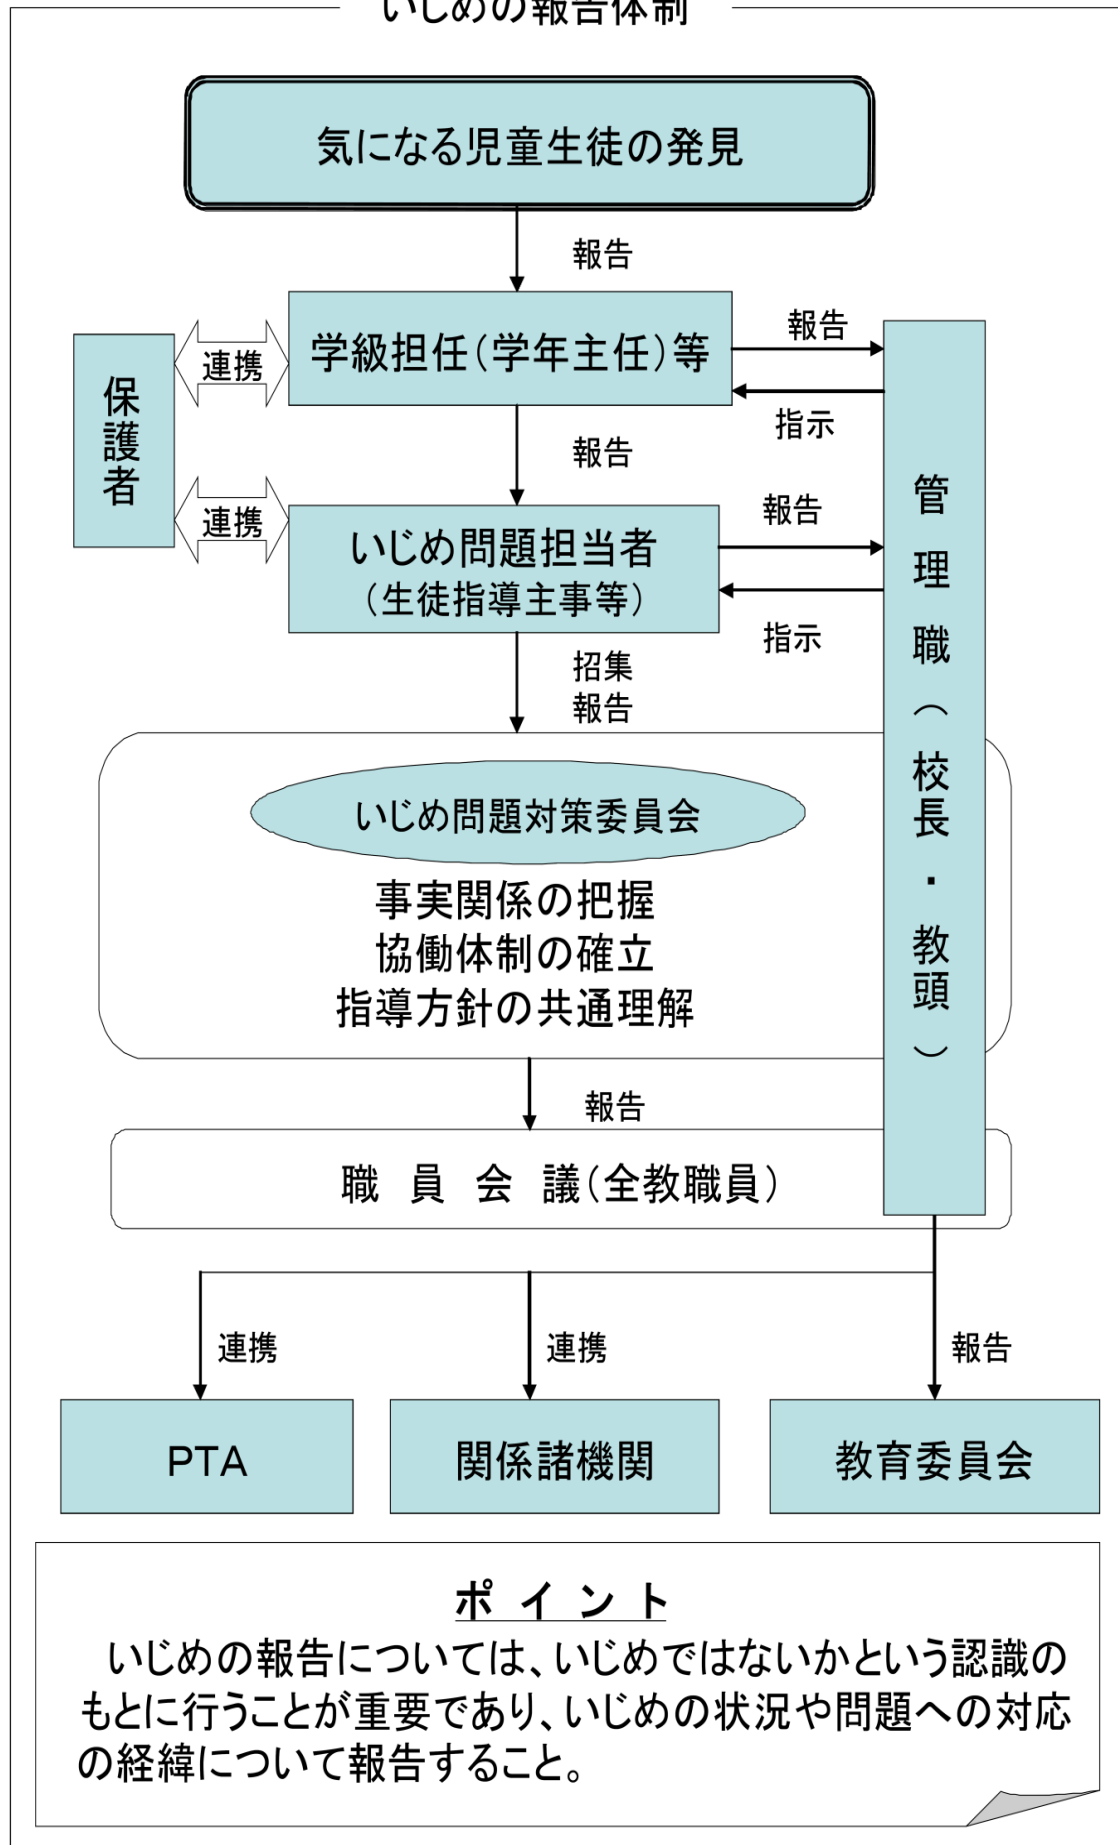 いじめの報告体制
気になる児童生徒の発見
報告
学級担任(学年主任)等
報告
指示
連携
保護者
報告
連携
いじめ問題担当者
(生徒指導主事等)
報告
指示
管理職(校長・教頭)
招集
報告
いじめ問題対策委員会
事実関係の把握
協働体制の確立
指導方針の共通理解
報告
職員会議(全教職員)
連携
連携
報告
PTA
関係諸機関
教育委員会
ポイント
いじめの報告については、いじめではないかという認識の
もとに行うことが重要であり、いじめの状況や問題への対応
の経緯について報告すること。